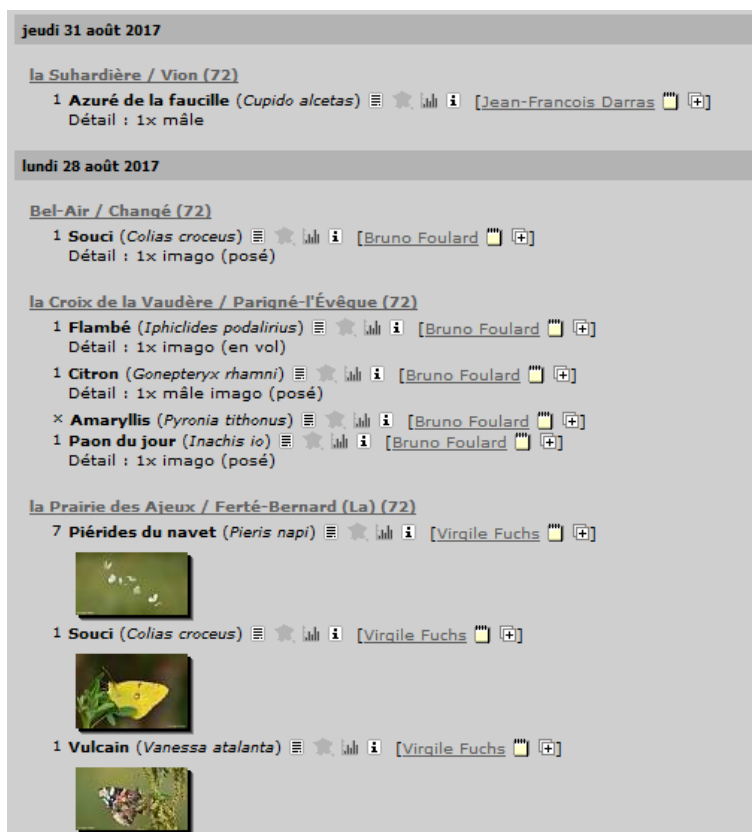 jeudi 31 août 2017
la Suhardière / Vion (72)
1 Azuré de la faucille (Cupido alcetas) [Jean-Francois Darras ]
Détail : 1x mâle
lundi 28 août 2017
Bel-Air / Changé (72)
1 Souci (Colias croceus) [Bruno Foulard ]
Détail : 1x imago (posé)
la Croix de la Vaudère / Parigné-l'Évêque (72)
1 Flambé (Iphiclides podalirius) [Bruno Foulard ]
Détail : 1x imago (en vol)
1 Citron (Gonepteryx rhamni) [Bruno Foulard ]
Détail : 1x mâle imago (posé)
× Amaryllis (Pyronia tithonus) [Bruno Foulard ]
1 Paon du jour (Inachis io) [Bruno Foulard ]
Détail : 1x imago (posé)
la Prairie des Ajeux / Ferté-Bernard (La) (72)
7 Piérides du navet (Pieris napi) [Virgile Fuchs ]
1 Souci (Colias croceus) [Virgile Fuchs ]
1 Vulcain (Vanessa atalanta) [Virgile Fuchs ]